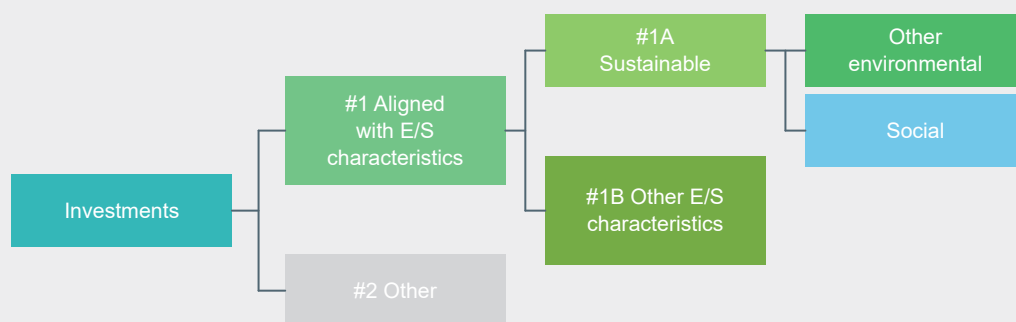 Investments
#1 Aligned
with E/S
characteristics
#2 Other
#1A
Sustainable
#1B Other E/S
characteristics
Other
environmental
Social